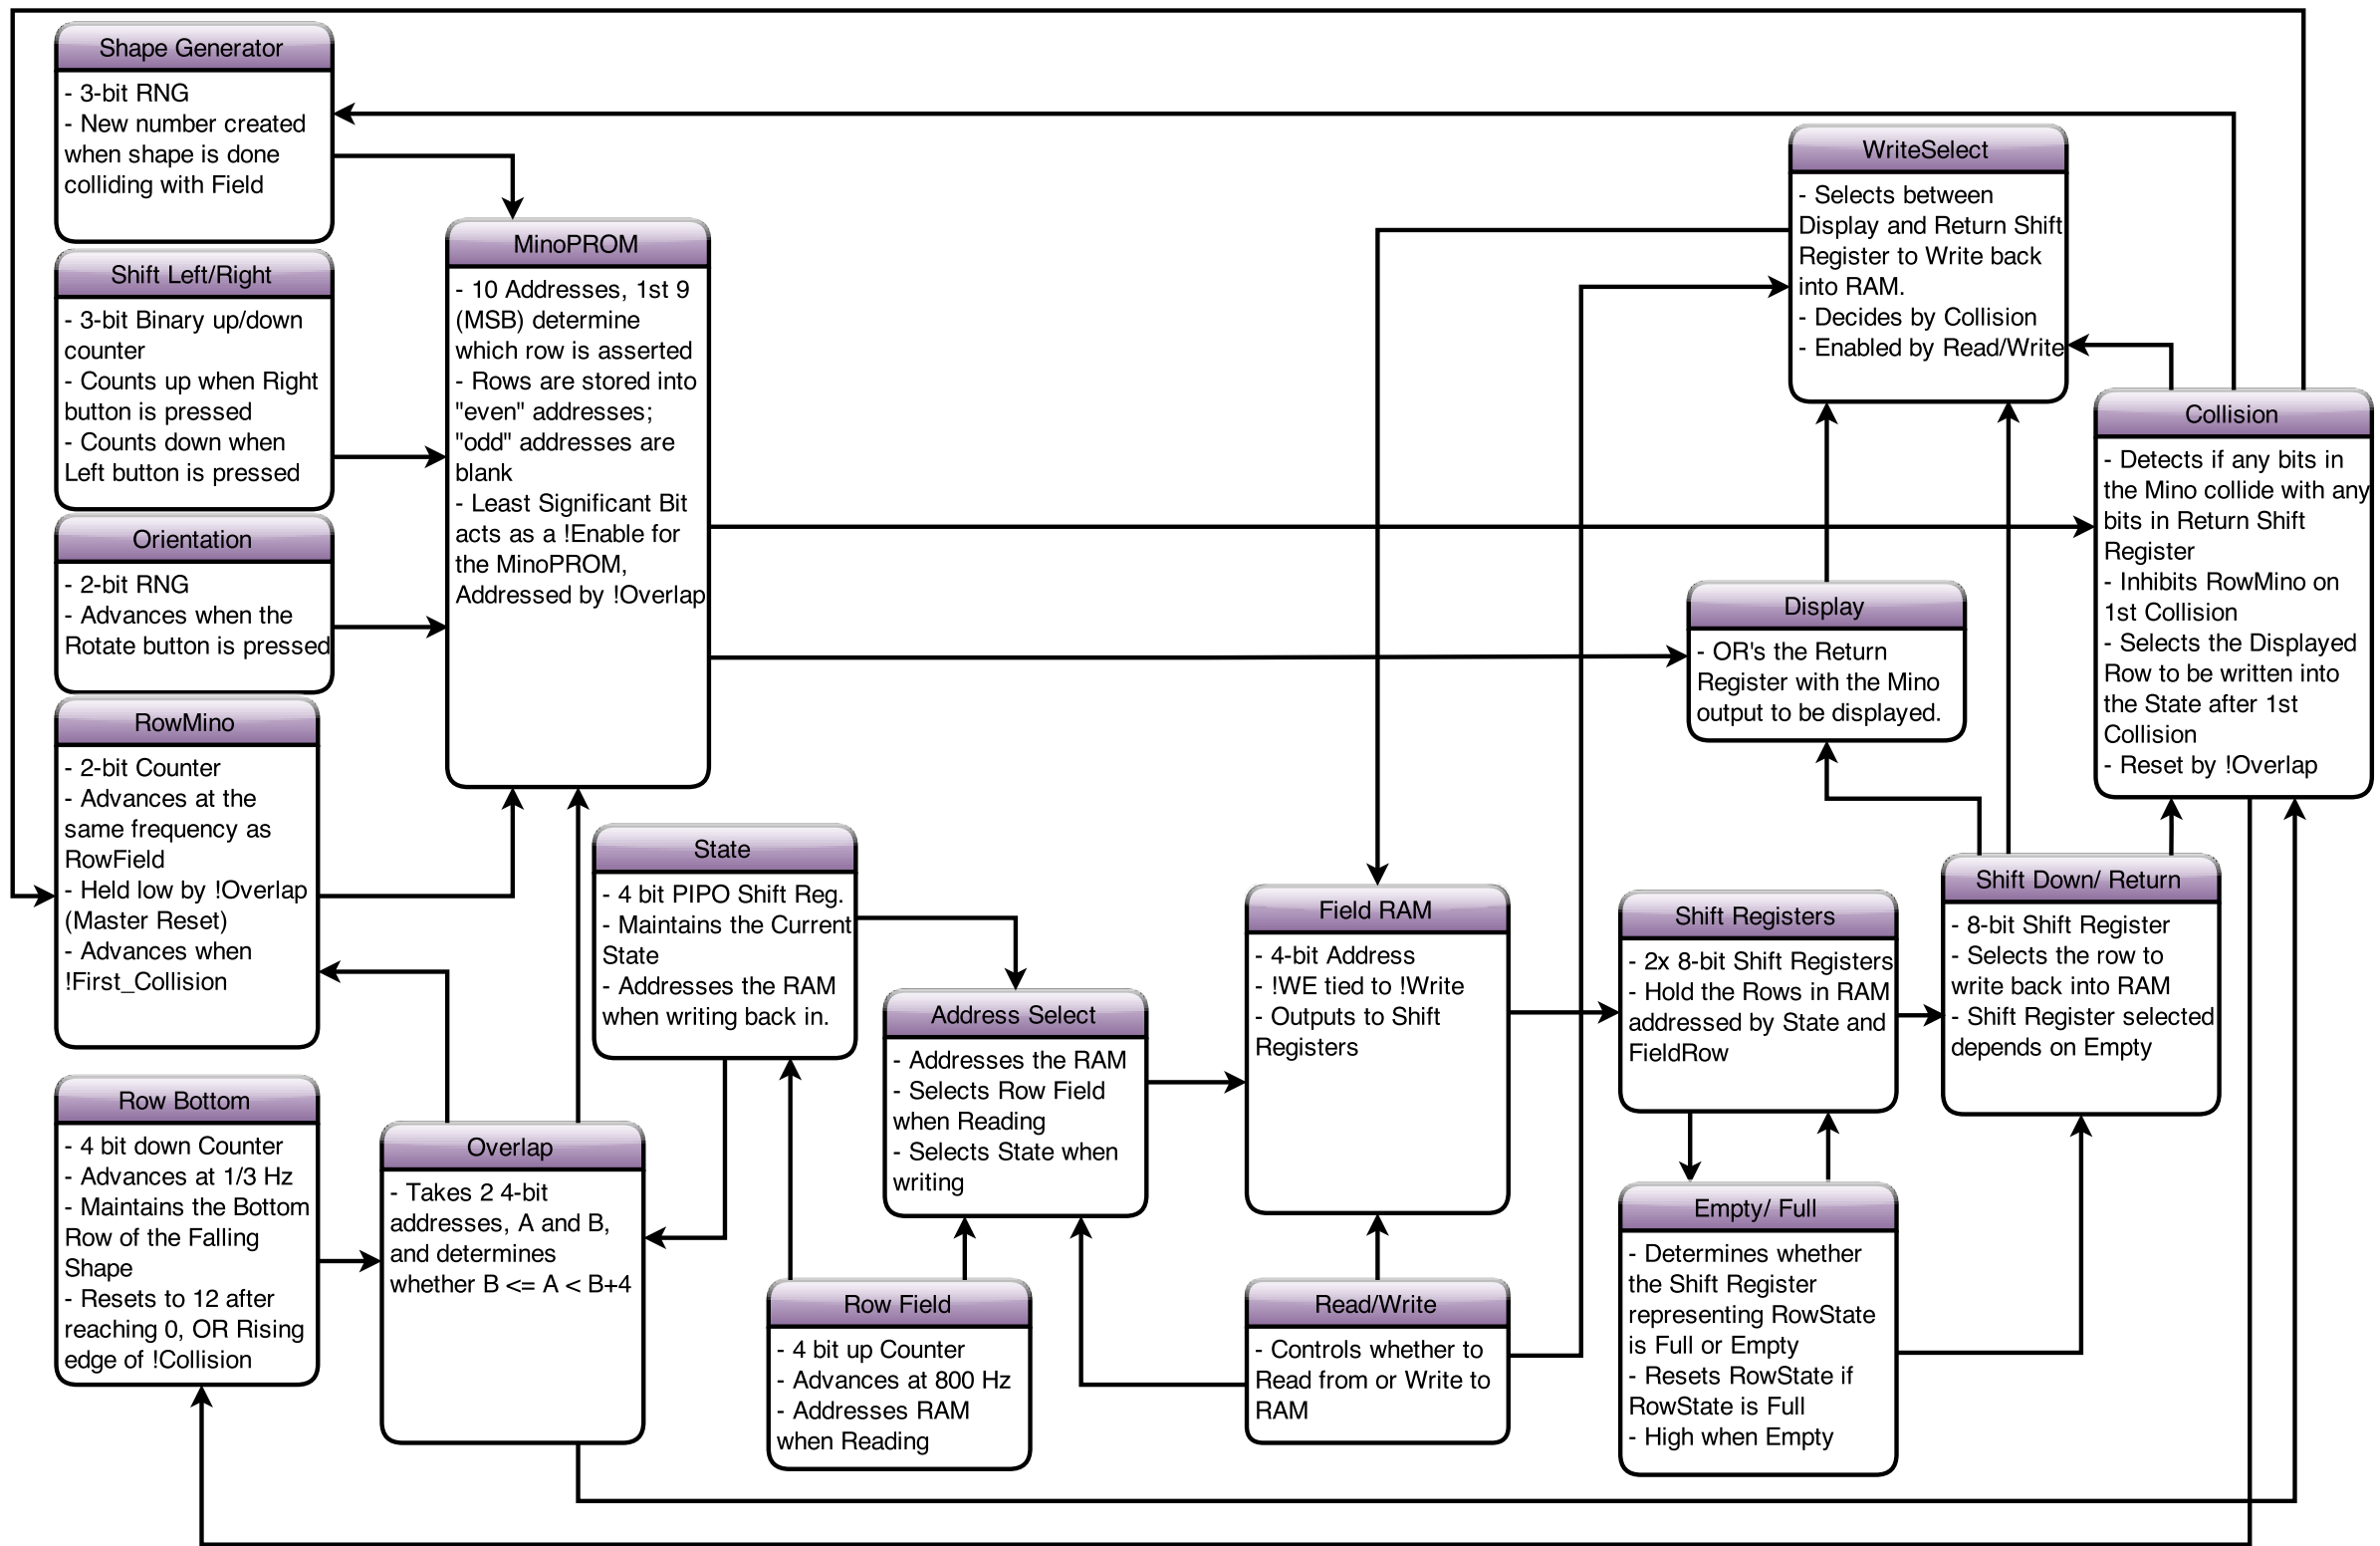 Shape Generator
- 3-bit RNG
- New number created
when shape is done
colliding with Field
Shift Left/Right
- 3-bit Binary up/down
counter
- Counts up when Right
button is pressed
- Counts down when
Left button is pressed
Orientation
- 2-bit RNG
- Advances when the
Rotate button is pressed
RowMino
- 2-bit Counter
- Advances at the
same frequency as
RowField
- Held low by !Overlap
(Master Reset)
- Advances when
!First_Collision
Row Bottom
- 4 bit down Counter
- Advances at 1/3 Hz
- Maintains the Bottom
Row of the Falling
Shape
- Resets to 12 after
reaching 0, OR Rising
edge of !Collision
MinoPROM
- 10 Addresses, 1st 9
(MSB) determine
which row is asserted
- Rows are stored into
"even" addresses;
"odd" addresses are
blank
- Least Significant Bit
acts as a !Enable for
the MinoPROM,
Addressed by !Overlap
Overlap
- Takes 2 4-bit
addresses, A and B,
and determines
whether B <= A < B+4
State
- 4 bit PIPO Shift Reg.
- Maintains the Current
State
- Addresses the RAM
when writing back in.
Row Field
- 4 bit up Counter
- Advances at 800 Hz
- Addresses RAM
when Reading
Address Select
- Addresses the RAM
- Selects Row Field
when Reading
- Selects State when
writing
Field RAM
- 4-bit Address
- !WE tied to !Write
- Outputs to Shift
Registers
Read/Write
- Controls whether to
Read from or Write to
RAM
Shift Registers
- 2x 8-bit Shift Registers
- Hold the Rows in RAM
addressed by State and
FieldRow
Empty/ Full
- Determines whether
the Shift Register
representing RowState
is Full or Empty
- Resets RowState if
RowState is Full
- High when Empty
WriteSelect
- Selects between
Display and Return Shift
Register to Write back
into RAM.
- Decides by Collision
- Enabled by Read/Write
Display
- OR's the Return
Register with the Mino
output to be displayed.
Shift Down/ Return
- 8-bit Shift Register
- Selects the row to
write back into RAM
- Shift Register selected
depends on Empty
Collision
- Detects if any bits in
the Mino collide with any
bits in Return Shift
Register
- Inhibits RowMino on
1st Collision
- Selects the Displayed
Row to be written into
the State after 1st
Collision
- Reset by !Overlap